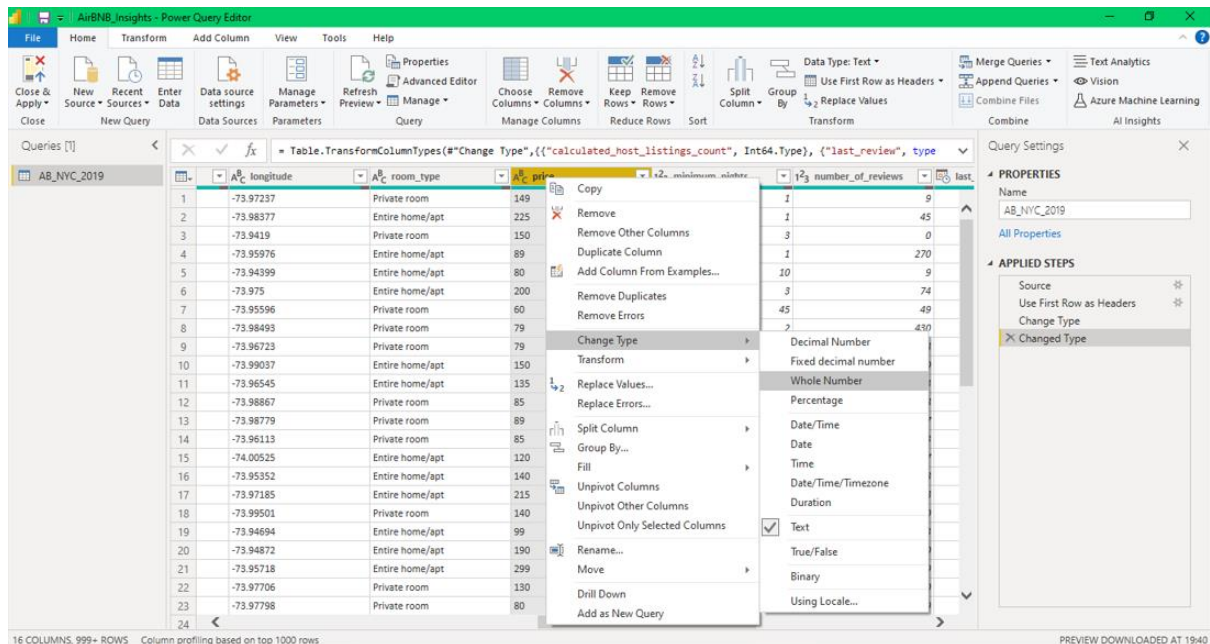 AirBNB_Insights - Power Query Editor
File Home Transform Add Column View Tools Help
Close & Apply
New Source
Recent Sources
Enter Data
Data source settings
Manage Parameters
Refresh Preview
Properties
Advanced Editor
Manage
Choose Columns
Remove Columns
Keep Rows
Remove Rows
Split Column
Group By
Data Type: Text
Use First Row as Headers
Replace Values
Merge Queries
Append Queries
Combine Files
Text Analytics
Vision
Azure Machine Learning
Close New Query Data Sources Parameters Query Manage Columns Reduce Rows Sort Transform Combine AI Insights
Queries [1]
AB_NYC_2019
fx = Table.TransformColumnTypes(#"Change Type",{{"calculated_host_listings_count", Int64.Type}, {"last_review", type
ABC longitude ABC room_type ABC price 123 minimum_nights 123 number_of_reviews last_
1 -73.97237 Private room 149 1 9
2 -73.98377 Entire home/apt 225 1 45
3 -73.9419 Private room 150 3 0
4 -73.95976 Entire home/apt 89 1 270
5 -73.94399 Entire home/apt 80 10 9
6 -73.975 Entire home/apt 200 3 74
7 -73.95596 Private room 60 45 49
8 -73.98493 Private room 79 2 430
9 -73.96723 Private room 79
10 -73.99037 Entire home/apt 150
11 -73.96545 Entire home/apt 135
12 -73.98867 Private room 85
13 -73.98779 Private room 89
14 -73.96113 Private room 85
15 -74.00525 Entire home/apt 120
16 -73.95352 Entire home/apt 140
17 -73.97185 Entire home/apt 215
18 -73.99501 Private room 140
19 -73.94694 Entire home/apt 99
20 -73.94872 Entire home/apt 190
21 -73.95718 Entire home/apt 299
22 -73.97706 Private room 130
23 -73.97798 Private room 80
24
Copy
Remove
Remove Other Columns
Duplicate Column
Add Column From Examples...
Remove Duplicates
Remove Errors
Change Type
Transform
Replace Values...
Replace Errors...
Split Column
Group By...
Fill
Unpivot Columns
Unpivot Other Columns
Unpivot Only Selected Columns
Rename...
Move
Drill Down
Add as New Query
Decimal Number
Fixed decimal number
Whole Number
Percentage
Date/Time
Date
Time
Date/Time/Timezone
Duration
Text
True/False
Binary
Using Locale...
Query Settings
PROPERTIES
Name
AB_NYC_2019
All Properties
APPLIED STEPS
Source
Use First Row as Headers
Change Type
Changed Type
16 COLUMNS, 999+ ROWS Column profiling based on top 1000 rows PREVIEW DOWNLOADED AT 19:40